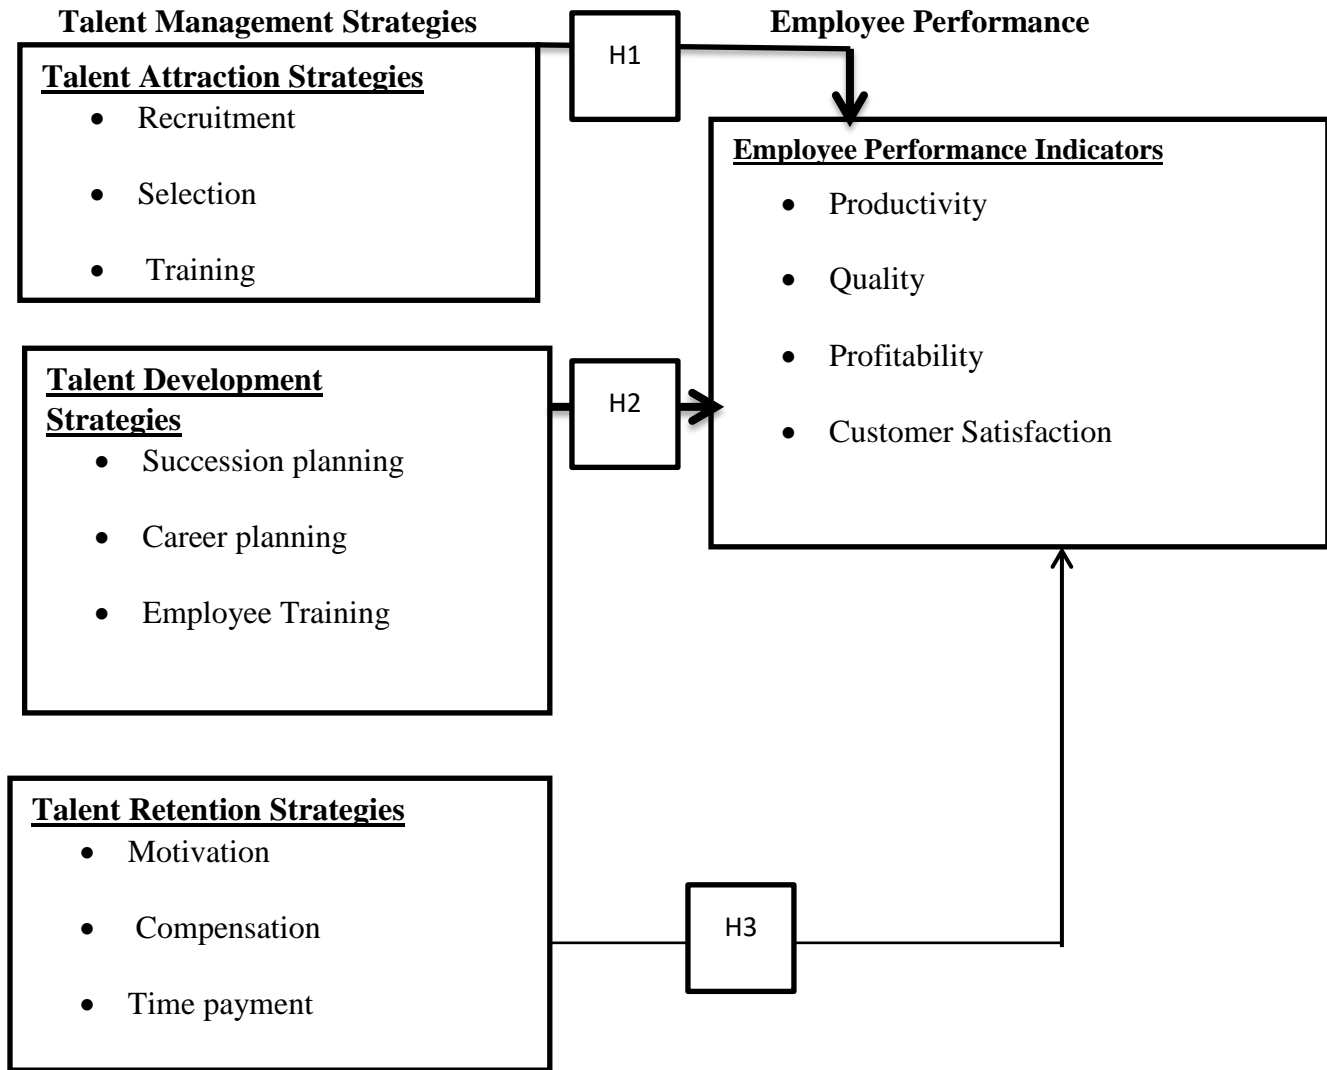 Talent Management Strategies
Employee Performance
H1
Talent Attraction Strategies
• Recruitment
• Selection
• Training
Employee Performance Indicators
• Productivity
• Quality
• Profitability
• Customer Satisfaction
Talent Development
Strategies
• Succession planning
• Career planning
• Employee Training
H2
Talent Retention Strategies
• Motivation
• Compensation
• Time payment
H3